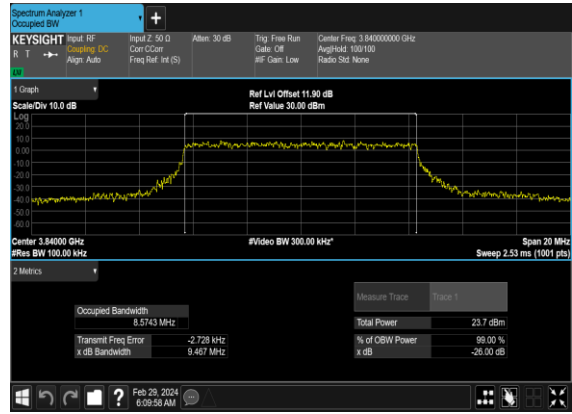 Spectrum Analyzer 1
Occupied BW
+
KEYSIGHT Input: RF Input Z: 50 Ω Atten: 30 dB Trig: Free Run Center Freq: 3.840000000 GHz
R T Coupling: DC Corr CCorr Gate: Off Avg|Hold: 100/100
Align: Auto Freq Ref: Int (S) #IF Gain: Low Radio Std: None
1 Graph
Ref Lvl Offset 11.90 dB
Scale/Div 10.0 dB Ref Value 30.00 dBm
Log
20.0
10.0
0.00
-10.0
-20.0
-30.0
-40.0
-50.0
-60.0
Center 3.84000 GHz #Video BW 300.00 kHz* Span 20 MHz
#Res BW 100.00 kHz Sweep 2.53 ms (1001 pts)
2 Metrics
Measure Trace Trace 1
Occupied Bandwidth
8.5743 MHz Total Power 23.7 dBm
Transmit Freq Error -2.728 kHz % of OBW Power 99.00 %
x dB Bandwidth 9.467 MHz x dB -26.00 dB
? Feb 29, 2024
6:09:58 AM